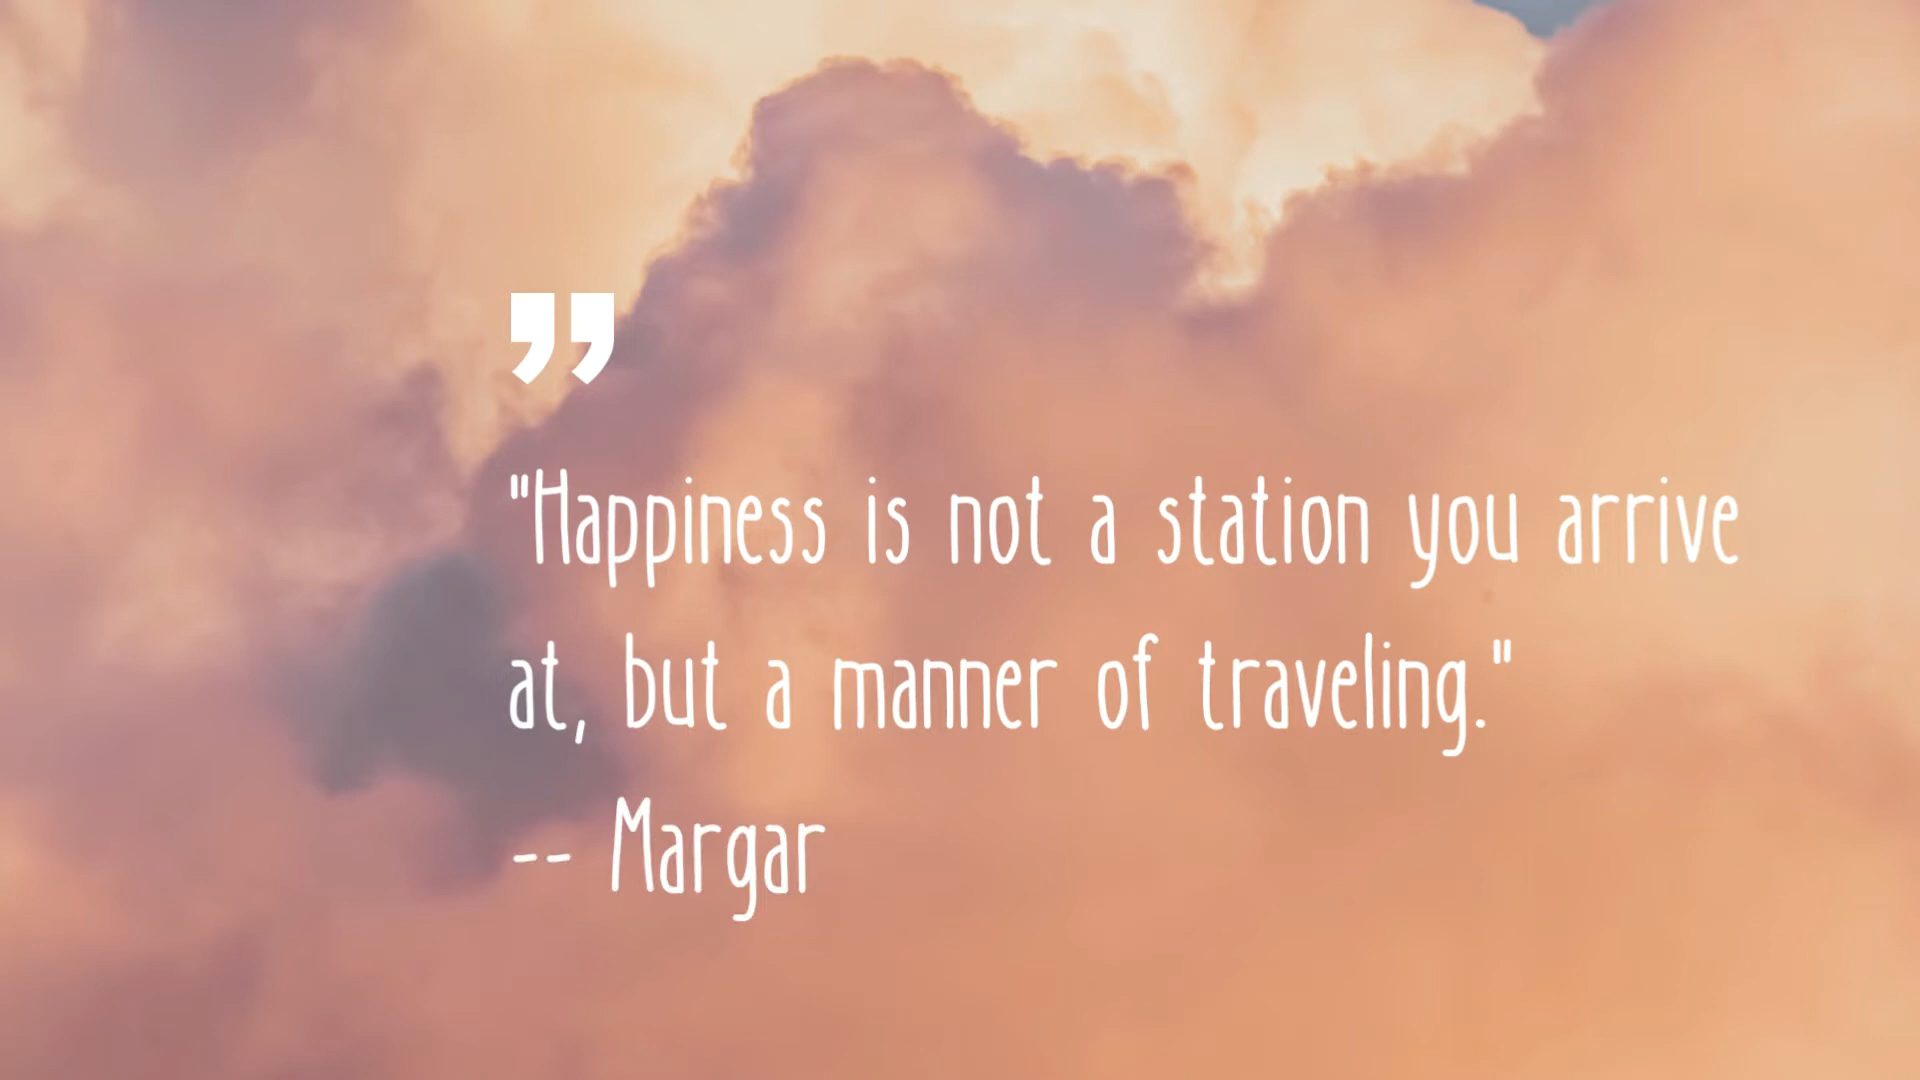 ”
"Happiness is not a station you arrive
at, but a manner of traveling."
-- Margar